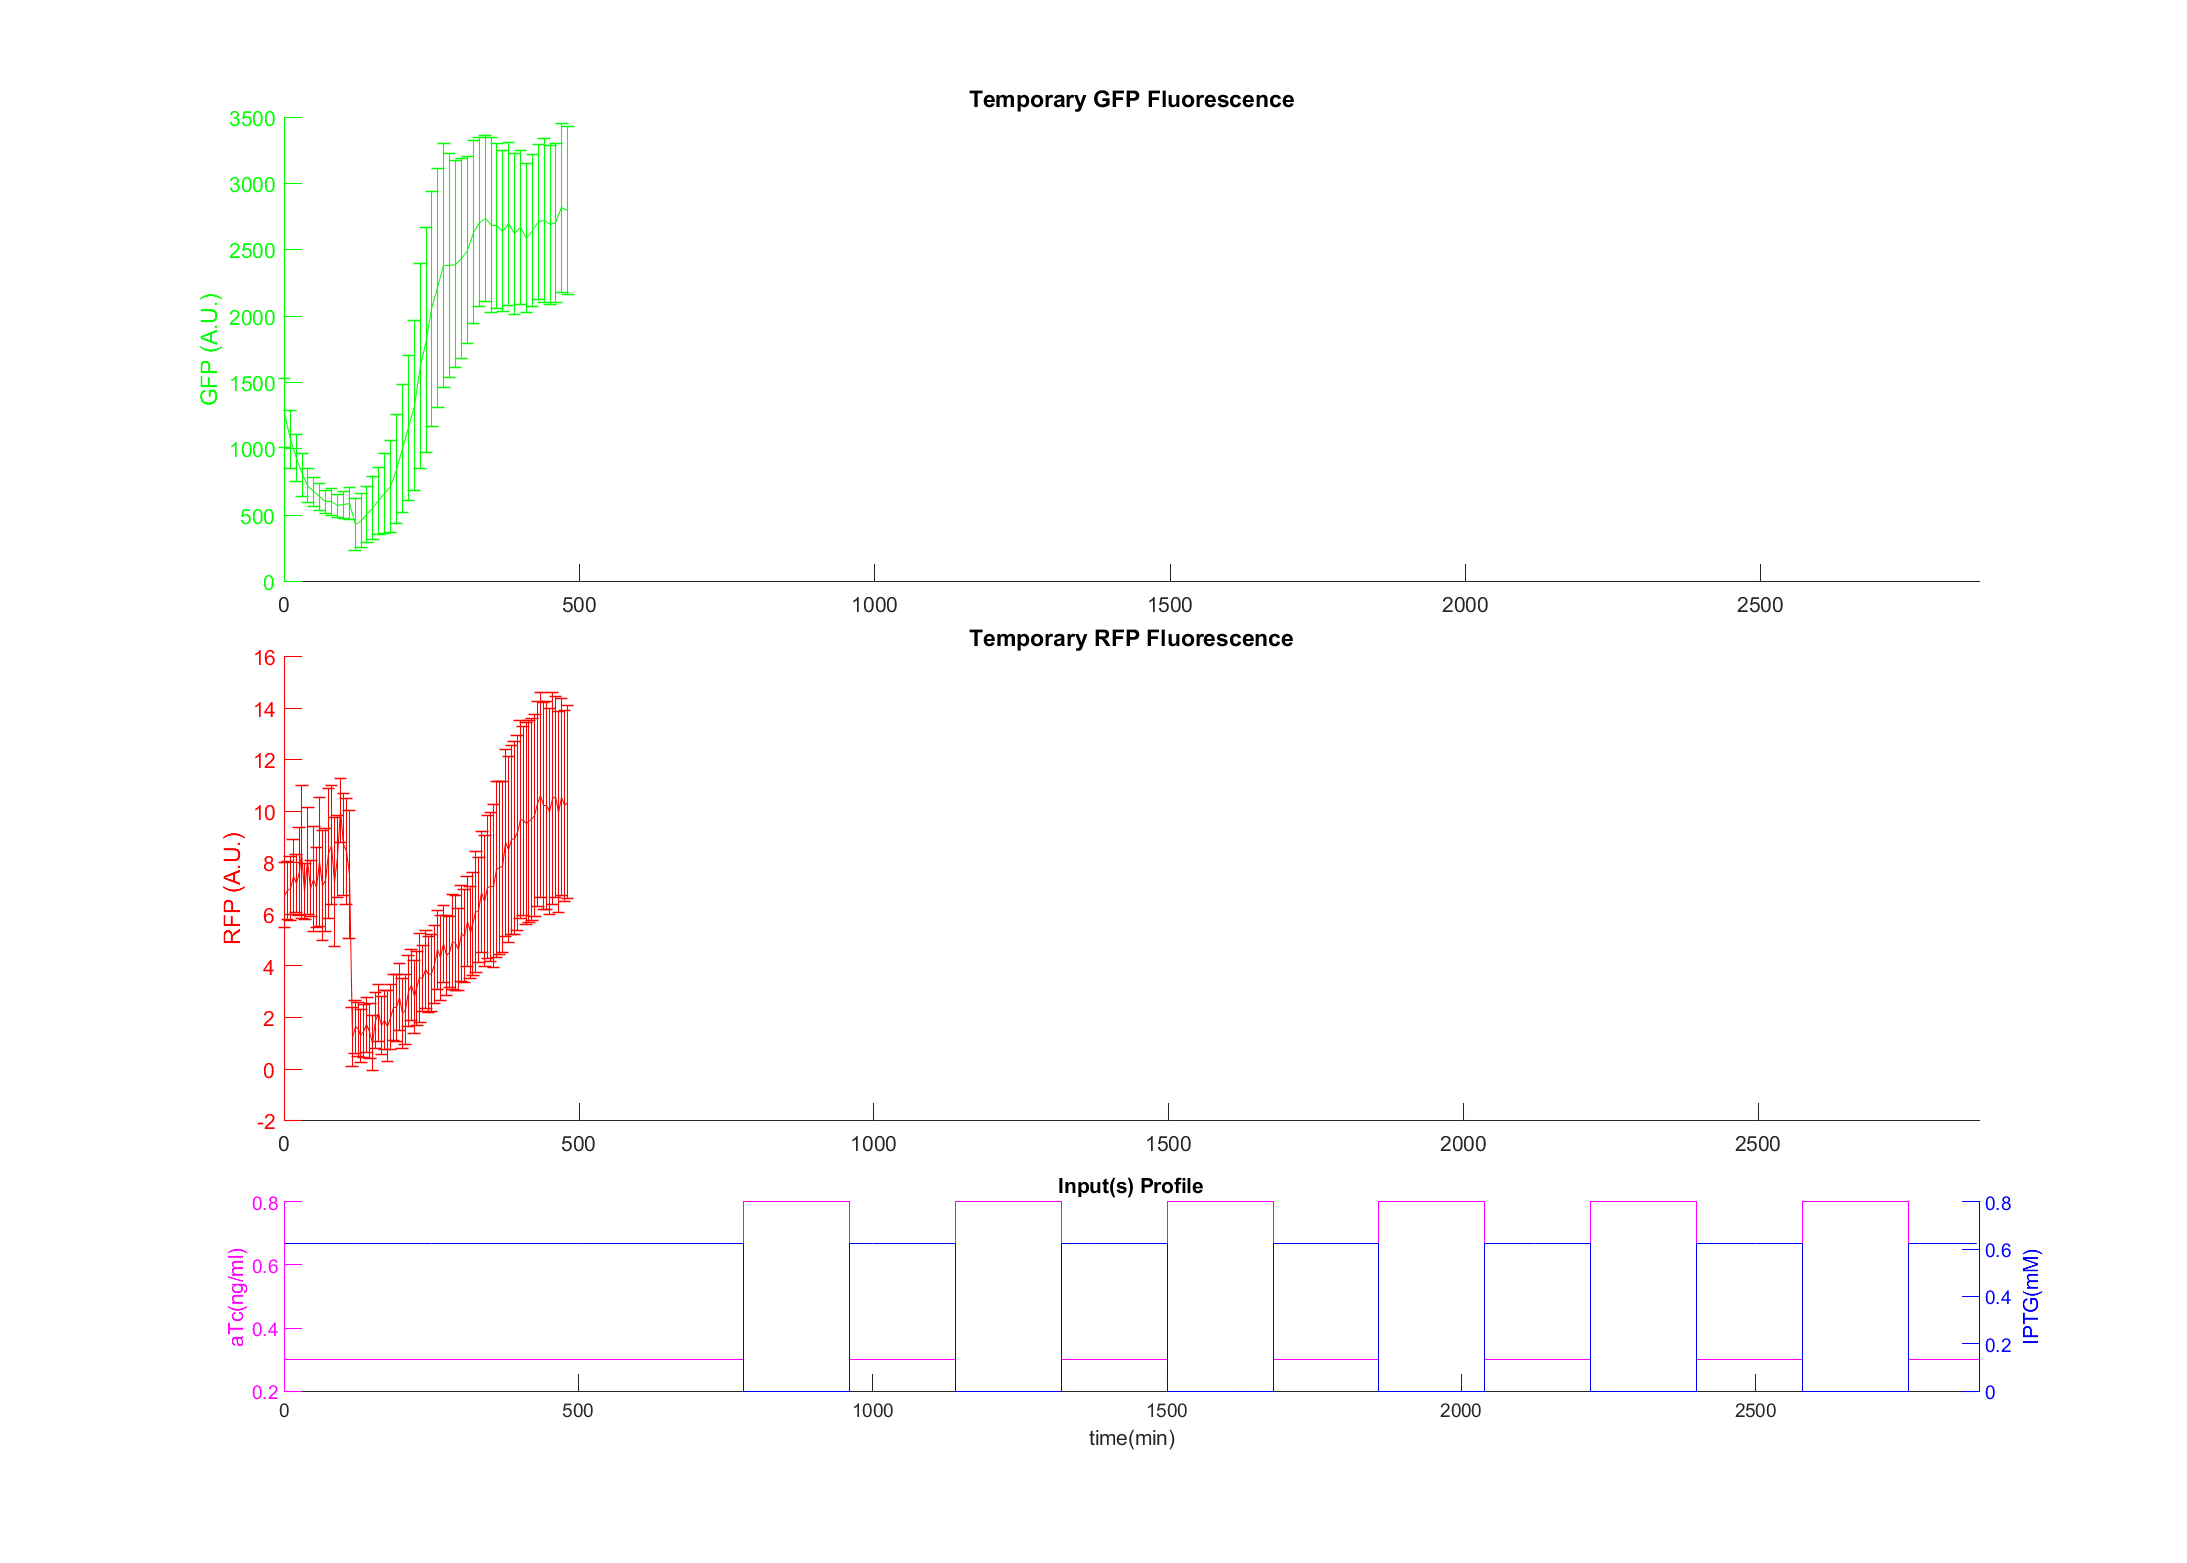 Temporary GFP Fluorescence
GFP (A.U.)
3500
3000
2500
2000
1500
1000
500
0
0 500 1000 1500 2000 2500
Temporary RFP Fluorescence
RFP (A.U.)
16
14
12
10
8
6
4
2
0
-2
0 500 1000 1500 2000 2500
Input(s) Profile
aTc(ng/ml)
0.8
0.6
0.4
0.2
0.8
0.6
0.4
0.2
0
IPTG(mM)
0 500 1000 1500 2000 2500
time(min)